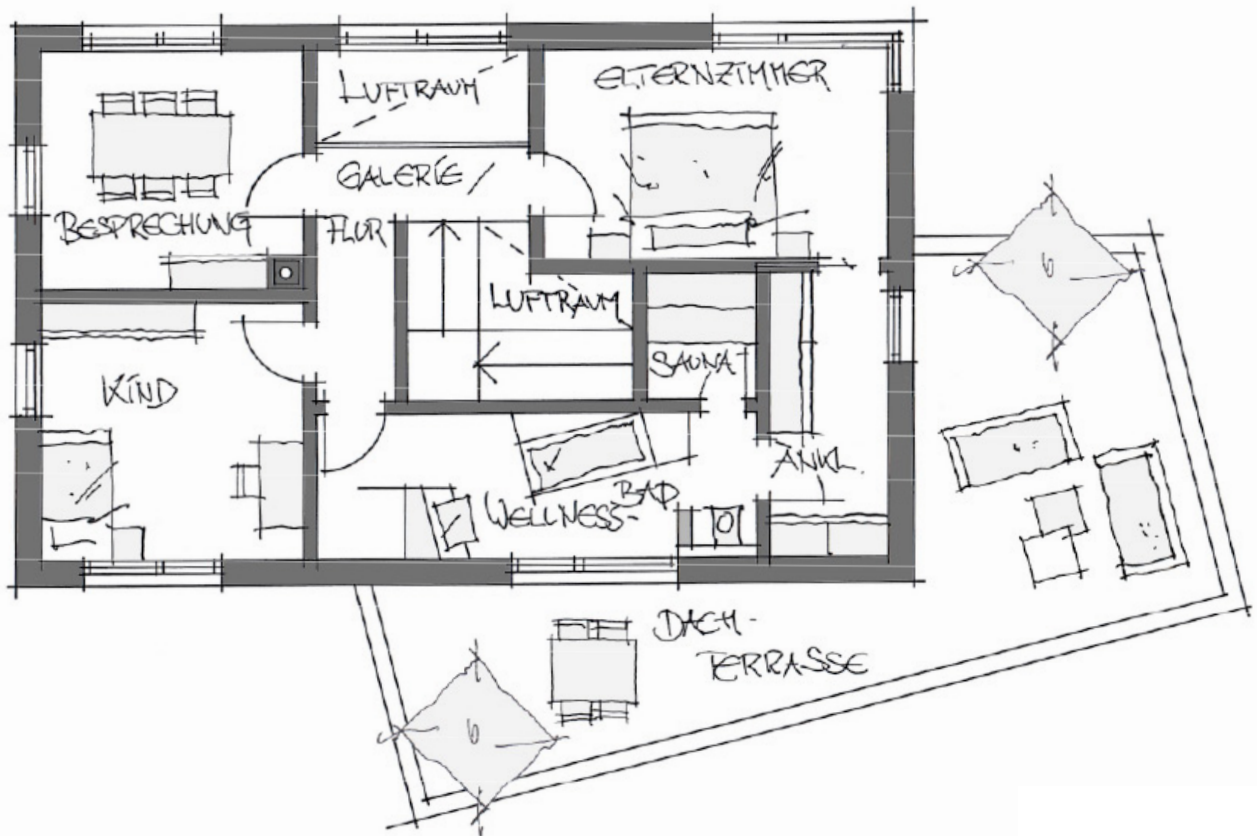 LUFTRAUM
ELTERNZIMMER
GALERIE/
BESPRECHUNG
FLUR
LUFTRAUM
SAUNA
KIND
ANKL.
WELLNESS-
BAD
DACH-
TERRASSE